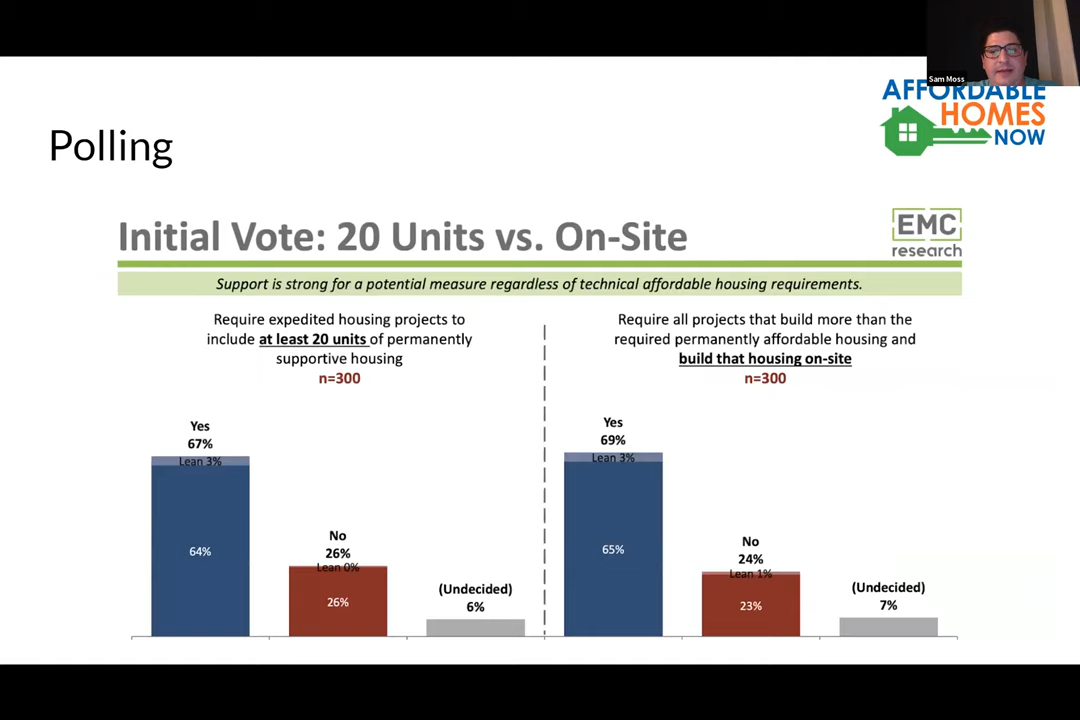 Sam Moss
AFFORDABLE
HOMES
NOW
Polling
Initial Vote: 20 Units vs. On-Site
EMC
research
Support is strong for a potential measure regardless of technical affordable housing requirements.
Require expedited housing projects to
include at least 20 units of permanently
supportive housing
n=300
Yes
67%
Lean 3%
64%
No
26%
Lean 0%
26%
(Undecided)
6%
Require all projects that build more than the
required permanently affordable housing and
build that housing on-site
n=300
Yes
69%
Lean 3%
65%
No
24%
Lean 1%
23%
(Undecided)
7%